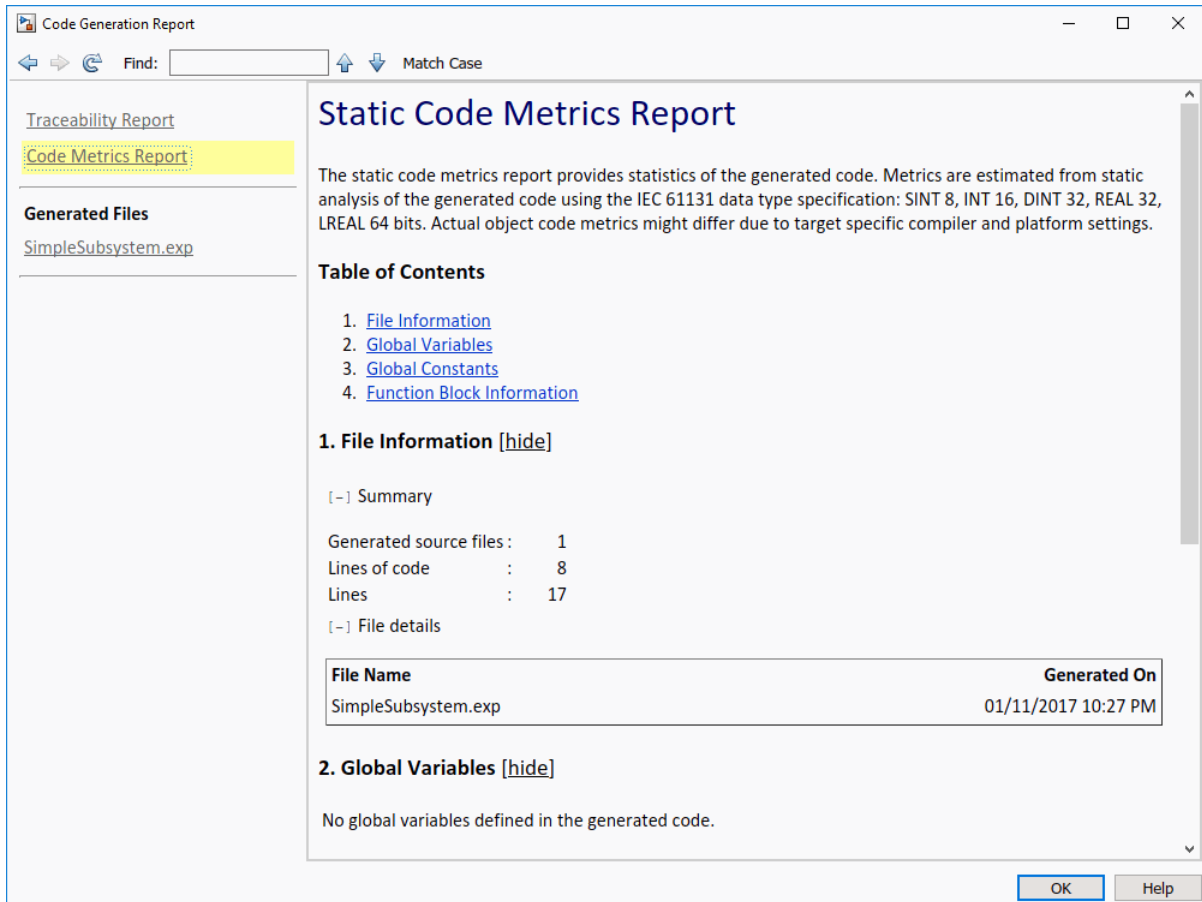 Code Generation Report
Find:
Match Case
Traceability Report
Code Metrics Report
Generated Files
SimpleSubsystem.exp
Static Code Metrics Report
The static code metrics report provides statistics of the generated code. Metrics are estimated from static
analysis of the generated code using the IEC 61131 data type specification: SINT 8, INT 16, DINT 32, REAL 32,
LREAL 64 bits. Actual object code metrics might differ due to target specific compiler and platform settings.
Table of Contents
1. File Information
2. Global Variables
3. Global Constants
4. Function Block Information
1. File Information [hide]
[-] Summary
Generated source files : 1
Lines of code : 8
Lines : 17
[-] File details
File Name Generated On
SimpleSubsystem.exp 01/11/2017 10:27 PM
2. Global Variables [hide]
No global variables defined in the generated code.
OK Help